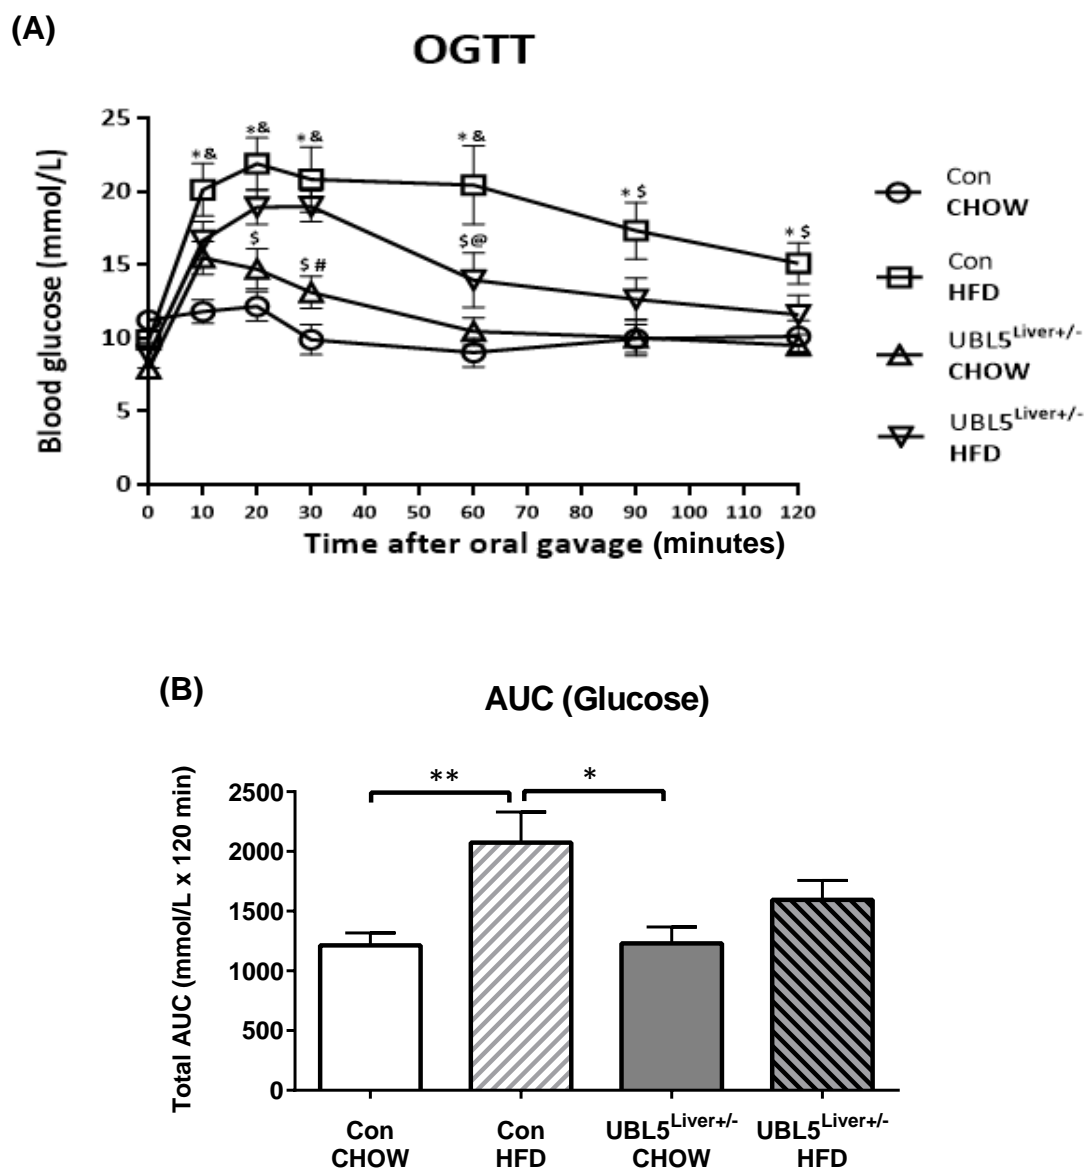 (A)
OGTT
Blood glucose (mmol/L)
25
20
15
10
5
0
*& *& *& *& * $ * $
$ $ # $@
0 10 20 30 40 50 60 70 80 90 100 110 120
Time after oral gavage (minutes)
Con
CHOW
Con
HFD
UBL5Liver+/-
CHOW
UBL5Liver+/-
HFD
(B)
AUC (Glucose)
Total AUC (mmol/L x 120 min)
2500
2000
1500
1000
500
0
** *
Con
CHOW
Con
HFD
UBL5Liver+/-
CHOW
UBL5Liver+/-
HFD